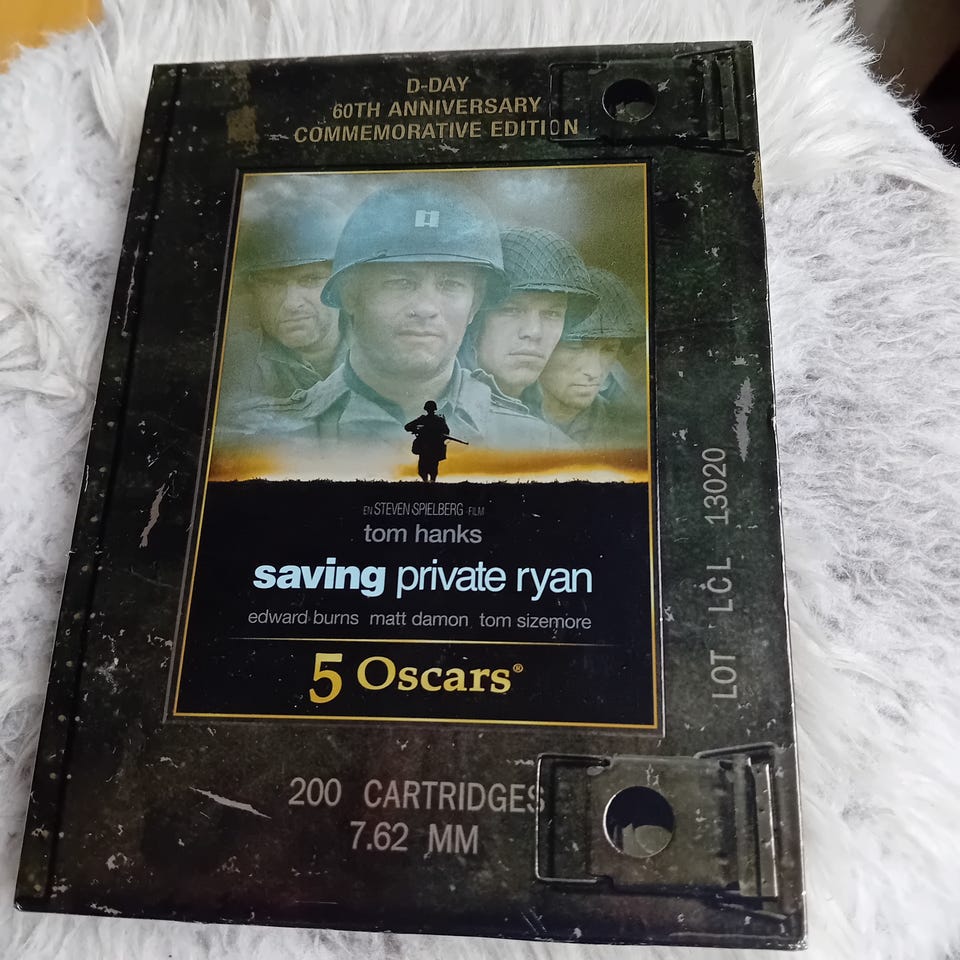 D-DAY
60TH ANNIVERSARY
COMMEMORATIVE EDITION
EN STEVEN SPIELBERG FILM
tom hanks
saving private ryan
edward burns matt damon tom sizemore
5 Oscars®
LOT LCL 13020
200 CARTRIDGES
7.62 MM